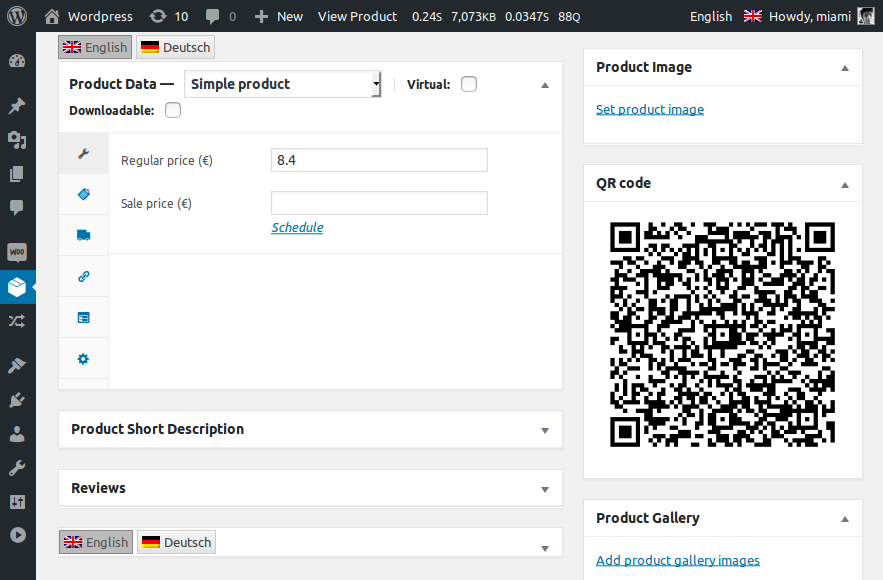 Wordpress 10 0 New View Product 0.24S 7,073KB 0.0347S 88Q English Howdy, miami
English Deutsch
Product Data — Simple product Virtual:
Downloadable:
Regular price (€) 8.4
Sale price (€)
Schedule
Product Short Description
Reviews
English Deutsch
WOO
Product Image
Set product image
QR code
Product Gallery
Add product gallery images